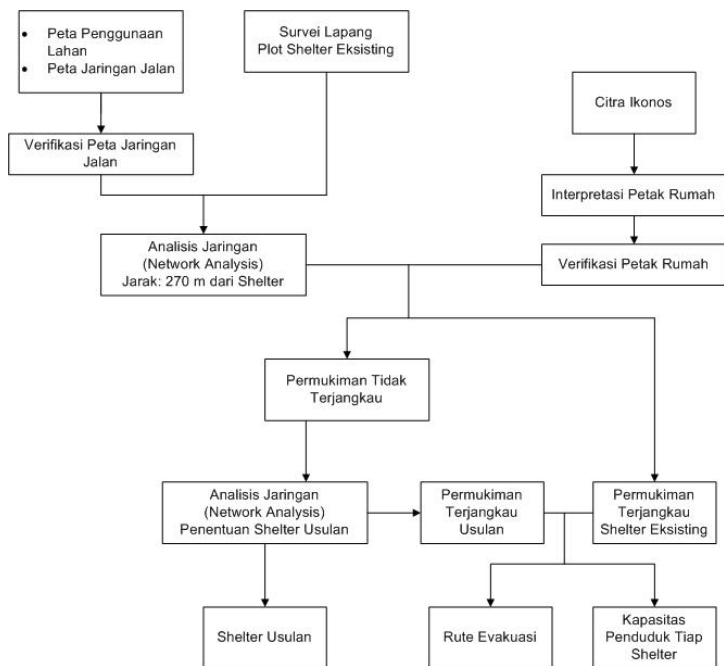 • Peta Penggunaan
Lahan
• Peta Jaringan Jalan
Survei Lapang
Plot Shelter Eksisting
Citra Ikonos
Verifikasi Peta Jaringan
Jalan
Interpretasi Petak Rumah
Analisis Jaringan
(Network Analysis)
Jarak: 270 m dari Shelter
Verifikasi Petak Rumah
Permukiman Tidak
Terjangkau
Analisis Jaringan
(Network Analysis)
Penentuan Shelter Usulan
Permukiman
Terjangkau
Usulan
Permukiman
Terjangkau
Shelter Eksisting
Shelter Usulan
Rute Evakuasi
Kapasitas
Penduduk Tiap
Shelter